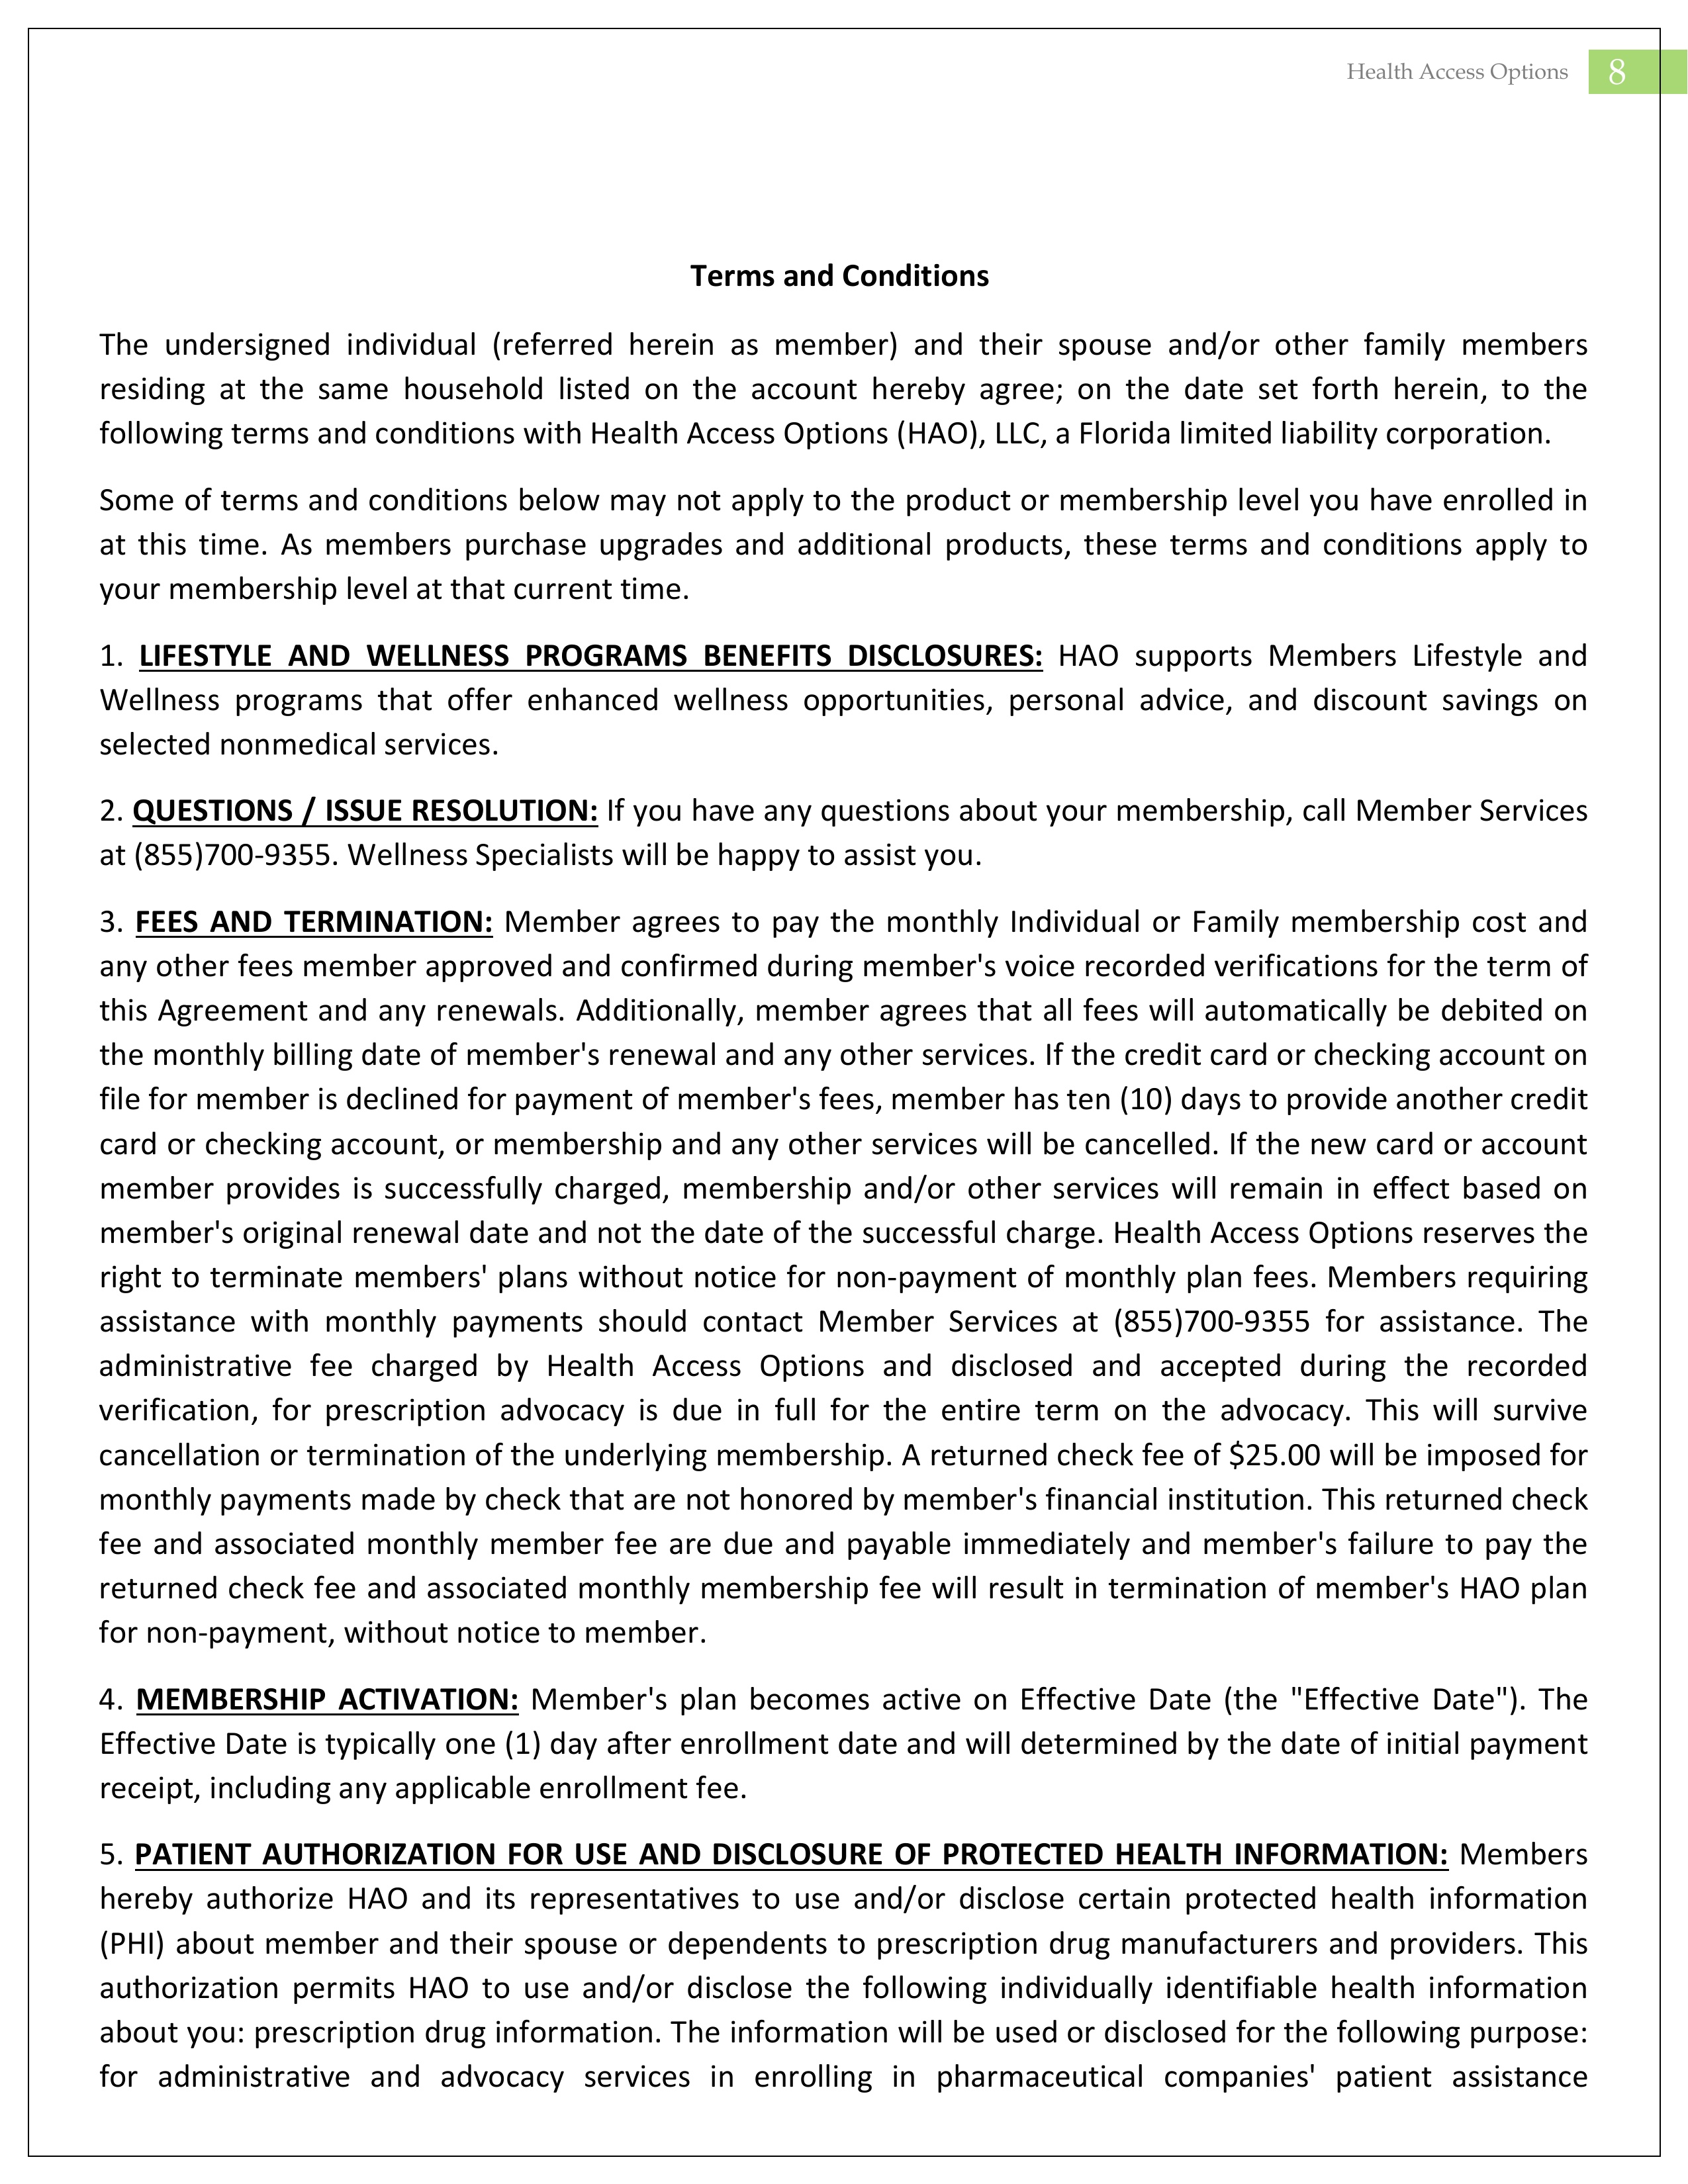 Health Access Options 8
Terms and Conditions
The undersigned individual (referred herein as member) and their spouse and/or other family members
residing at the same household listed on the account hereby agree; on the date set forth herein, to the
following terms and conditions with Health Access Options (HAO), LLC, a Florida limited liability corporation.
Some of terms and conditions below may not apply to the product or membership level you have enrolled in
at this time. As members purchase upgrades and additional products, these terms and conditions apply to
your membership level at that current time.
1. LIFESTYLE AND WELLNESS PROGRAMS BENEFITS DISCLOSURES: HAO supports Members Lifestyle and
Wellness programs that offer enhanced wellness opportunities, personal advice, and discount savings on
selected nonmedical services.
2. QUESTIONS / ISSUE RESOLUTION: If you have any questions about your membership, call Member Services
at (855)700-9355. Wellness Specialists will be happy to assist you.
3. FEES AND TERMINATION: Member agrees to pay the monthly Individual or Family membership cost and
any other fees member approved and confirmed during member's voice recorded verifications for the term of
this Agreement and any renewals. Additionally, member agrees that all fees will automatically be debited on
the monthly billing date of member's renewal and any other services. If the credit card or checking account on
file for member is declined for payment of member's fees, member has ten (10) days to provide another credit
card or checking account, or membership and any other services will be cancelled. If the new card or account
member provides is successfully charged, membership and/or other services will remain in effect based on
member's original renewal date and not the date of the successful charge. Health Access Options reserves the
right to terminate members' plans without notice for non-payment of monthly plan fees. Members requiring
assistance with monthly payments should contact Member Services at (855)700-9355 for assistance. The
administrative fee charged by Health Access Options and disclosed and accepted during the recorded
verification, for prescription advocacy is due in full for the entire term on the advocacy. This will survive
cancellation or termination of the underlying membership. A returned check fee of $25.00 will be imposed for
monthly payments made by check that are not honored by member's financial institution. This returned check
fee and associated monthly member fee are due and payable immediately and member's failure to pay the
returned check fee and associated monthly membership fee will result in termination of member's HAO plan
for non-payment, without notice to member.
4. MEMBERSHIP ACTIVATION: Member's plan becomes active on Effective Date (the "Effective Date"). The
Effective Date is typically one (1) day after enrollment date and will determined by the date of initial payment
receipt, including any applicable enrollment fee.
5. PATIENT AUTHORIZATION FOR USE AND DISCLOSURE OF PROTECTED HEALTH INFORMATION: Members
hereby authorize HAO and its representatives to use and/or disclose certain protected health information
(PHI) about member and their spouse or dependents to prescription drug manufacturers and providers. This
authorization permits HAO to use and/or disclose the following individually identifiable health information
about you: prescription drug information. The information will be used or disclosed for the following purpose:
for administrative and advocacy services in enrolling in pharmaceutical companies' patient assistance